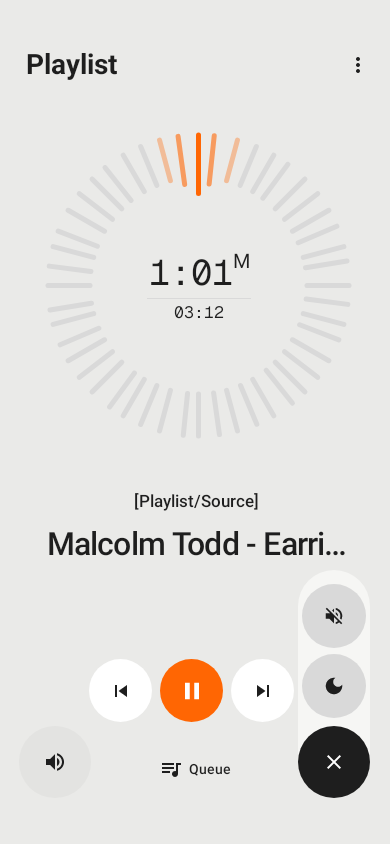 Playlist
1:01M
03:12
[Playlist/Source]
Malcolm Todd - Earri...
Queue